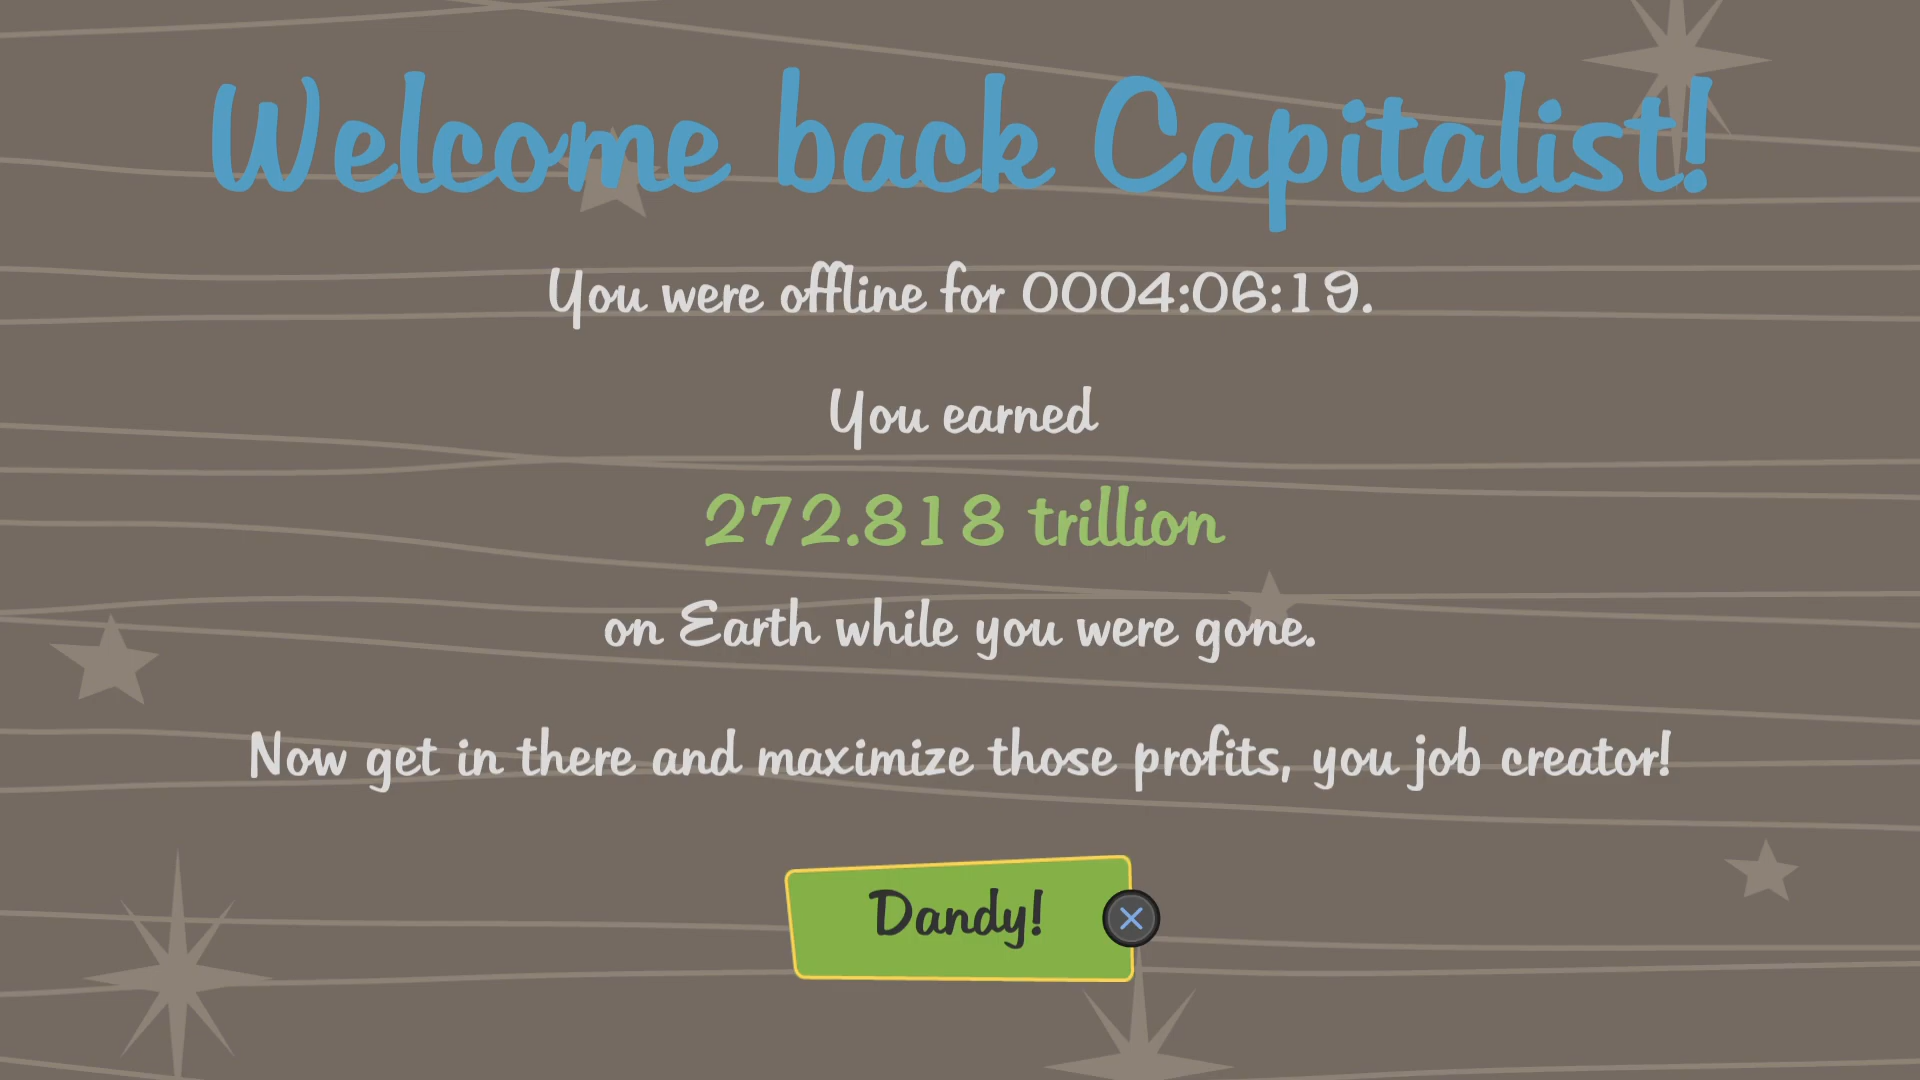 Welcome back Capitalist!
You were offline for 0004:06:19.
You earned
272.818 trillion
on Earth while you were gone.
Now get in there and maximize those profits, you job creator!
Dandy!